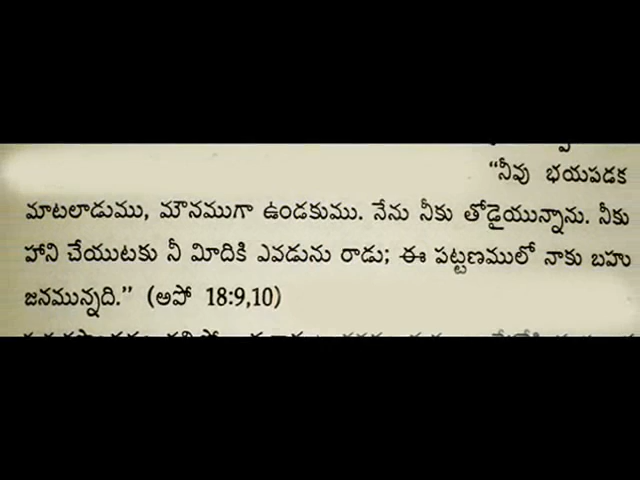 “నీవు భయపడక
మాటలాడుము, మౌనముగా ఉండకుము. నేను నీకు తోడైయున్నాను. నీకు
హాని చేయుటకు నీ మీదికి ఎవడును రాడు; ఈ పట్టణములో నాకు బహు
జనమున్నది.” (అపో 18:9,10)